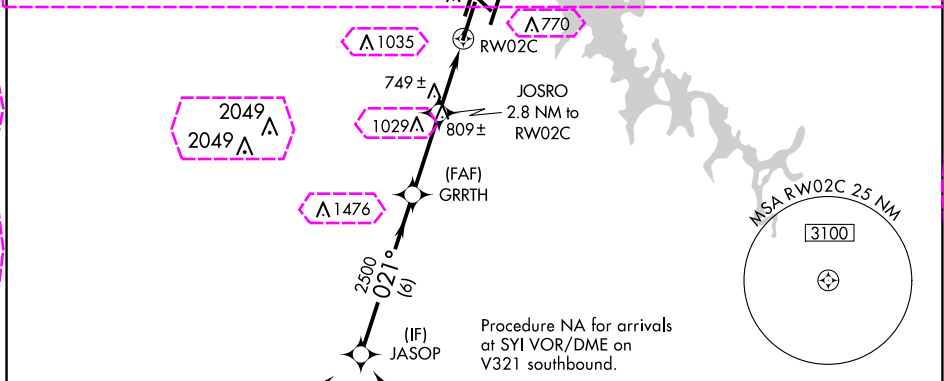 770
1035
RW02C
749 ±
JOSRO
2.8 NM to
RW02C
2049
2049
1029
809 ±
(FAF)
GRRTH
1476
MSA RW02C 25 NM
3100
2500
021°
(6)
(IF)
JASOP
Procedure NA for arrivals
at SYI VOR/DME on
V321 southbound.